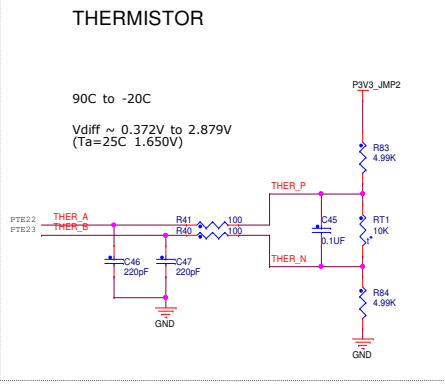 THERMISTOR
90C to -20C
Vdiff ~ 0.372V to 2.879V
(Ta=25C 1.650V)
P3V3_JMP2
R83
4.99K
THER_P
PTE22
THER_A
R41
100
PTE23
THER_B
R40
100
C45
0.1UF
RT1
10K
t°
THER_N
C46
220pF
C47
220pF
R84
4.99K
GND
GND